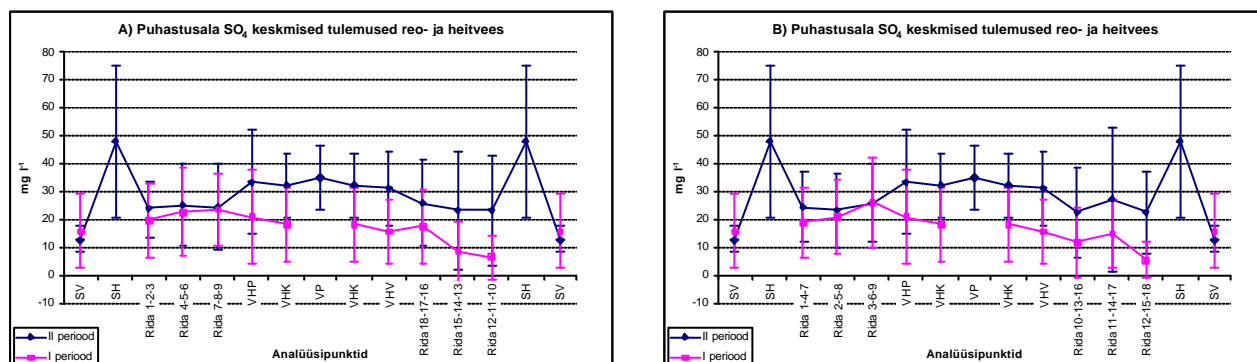 A) Puhastusala SO4 keskmised tulemused reo- ja heitvees
80
70
60
50
40
30
20
10
0
-10
mg l-1
SV
SH
Rida 1-2-3
Rida 4-5-6
Rida 7-8-9
VHP
VHK
VP
VHK
VHV
Rida 18-17-16
Rida 15-14-13
Rida 12-11-10
SH
SV
Analüüsipunktid
II periood
I periood
B) Puhastusala SO4 keskmised tulemused reo- ja heitvees
80
70
60
50
40
30
20
10
0
-10
mg l-1
SV
SH
Rida 1-4-7
Rida 2-5-8
Rida 3-6-9
VHP
VHK
VP
VHK
VHV
Rida 10-13-16
Rida 11-14-17
Rida 12-15-18
SH
SV
Analüüsipunktid
II periood
I periood